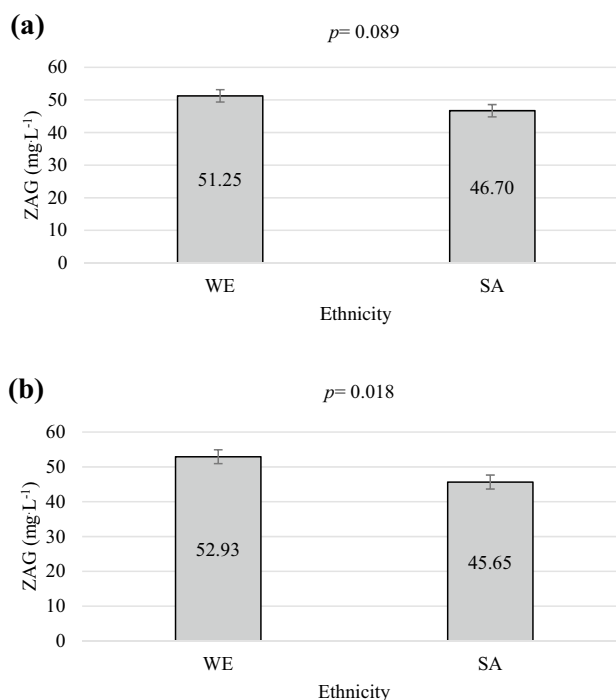 (a)
p= 0.089
60
50
40
30
20
10
0
ZAG (mg·L-1)
51.25
46.70
WE
SA
Ethnicity
(b)
p= 0.018
60
50
40
30
20
10
0
ZAG (mg·L-1)
52.93
45.65
WE
SA
Ethnicity